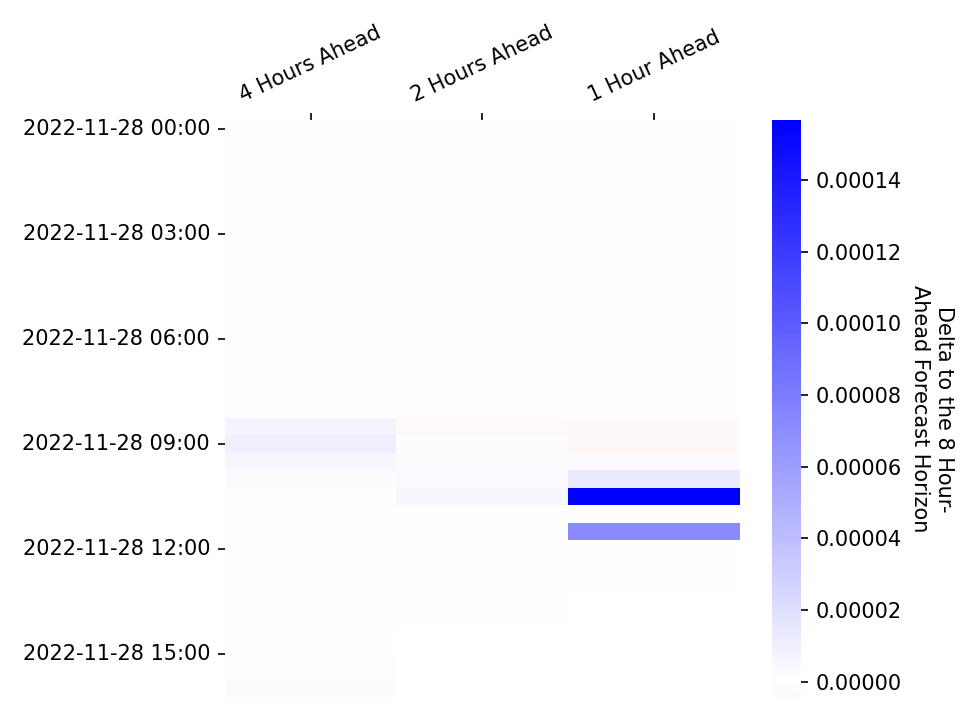 4 Hours Ahead
2 Hours Ahead
1 Hour Ahead
2022-11-28 00:00
2022-11-28 03:00
2022-11-28 06:00
2022-11-28 09:00
2022-11-28 12:00
2022-11-28 15:00
0.00014
0.00012
0.00010
0.00008
0.00006
0.00004
0.00002
0.00000
Delta to the 8 Hour-
Ahead Forecast Horizon